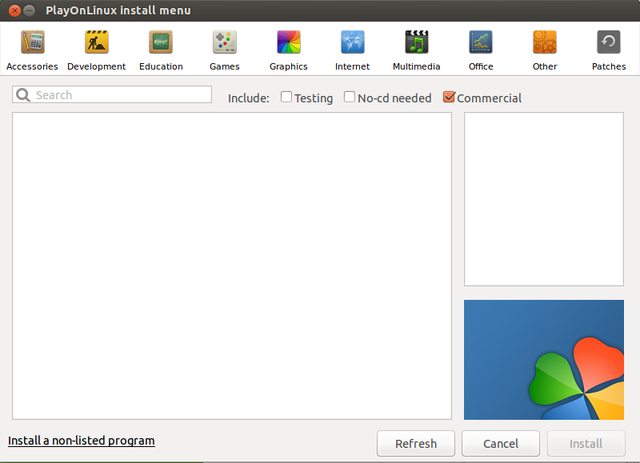 PlayOnLinux install menu
Accessories Development Education Games Graphics Internet Multimedia Office Other Patches
Search Include: Testing No-cd needed Commercial
Install a non-listed program Refresh Cancel Install